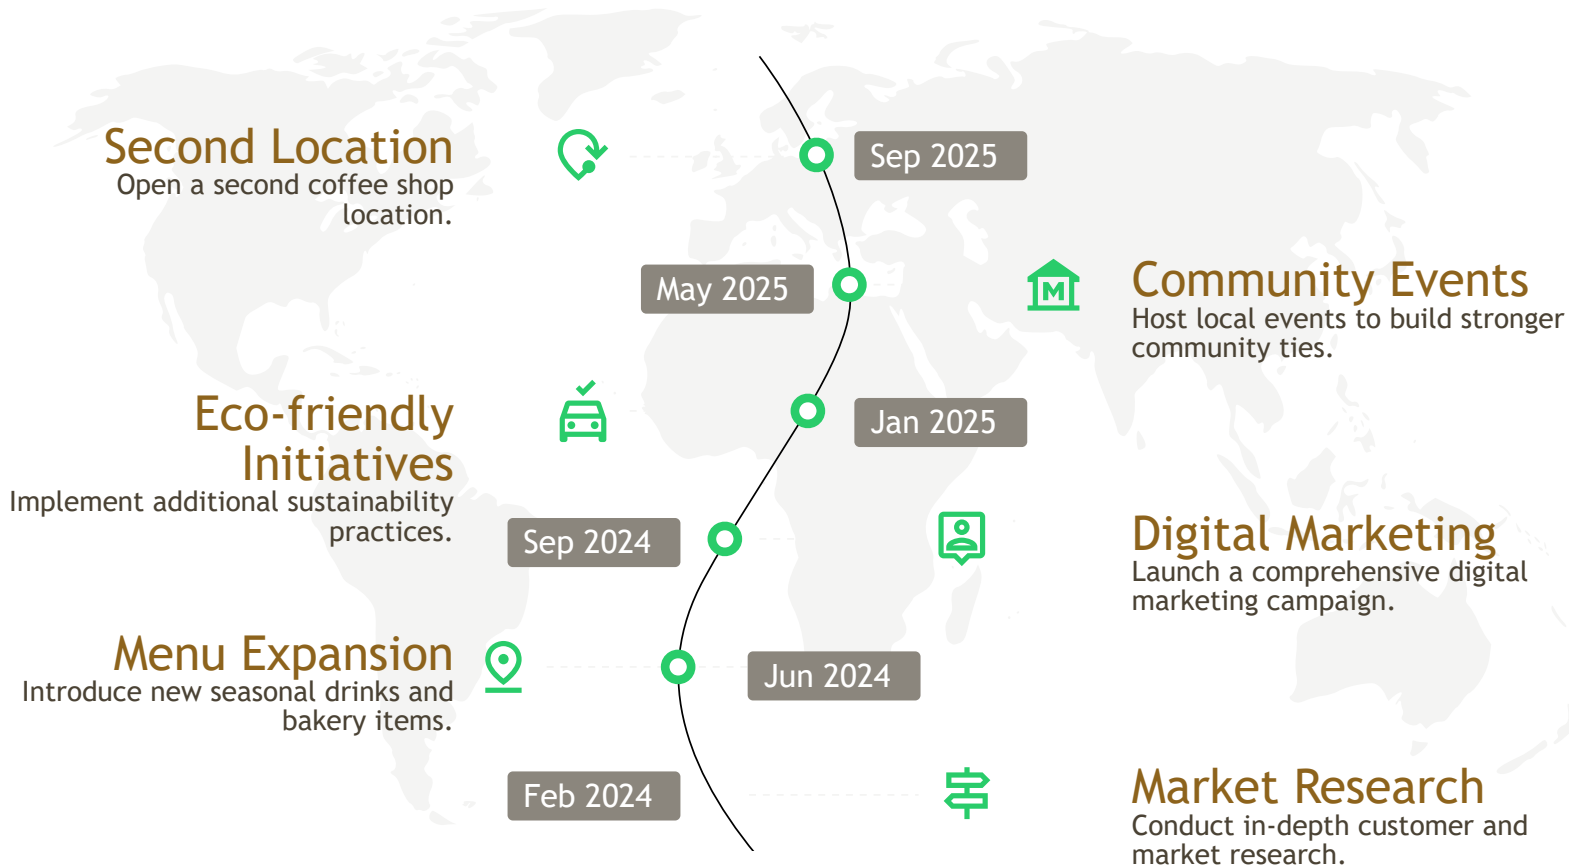 Second Location
Open a second coffee shop
location.
Sep 2025
May 2025
Community Events
Host local events to build stronger
community ties.
Eco-friendly
Initiatives
Implement additional sustainability
practices.
Jan 2025
Sep 2024
Digital Marketing
Launch a comprehensive digital
marketing campaign.
Menu Expansion
Introduce new seasonal drinks and
bakery items.
Jun 2024
Feb 2024
Market Research
Conduct in-depth customer and
market research.